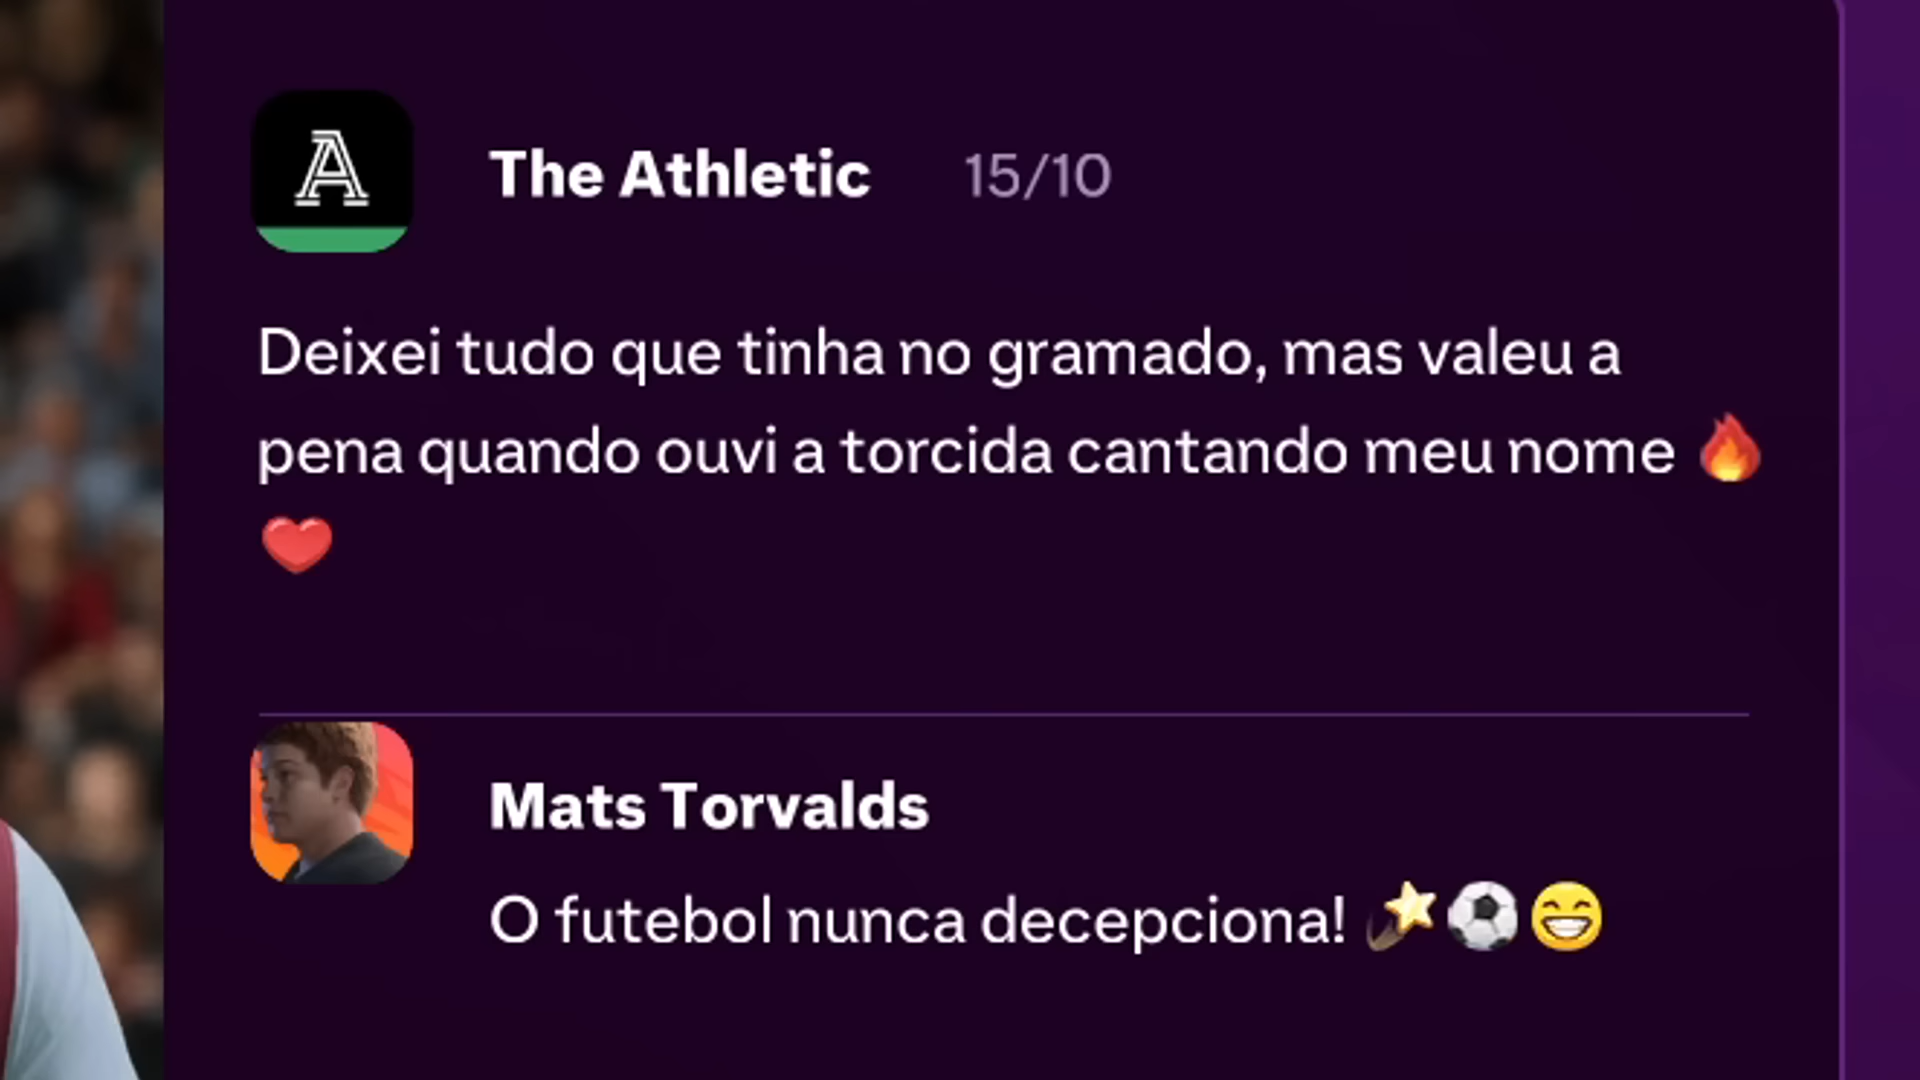 A
The Athletic 15/10
Deixei tudo que tinha no gramado, mas valeu a
pena quando ouvi a torcida cantando meu nome 🔥
❤️
Mats Torvalds
O futebol nunca decepciona! 🌠⚽😁